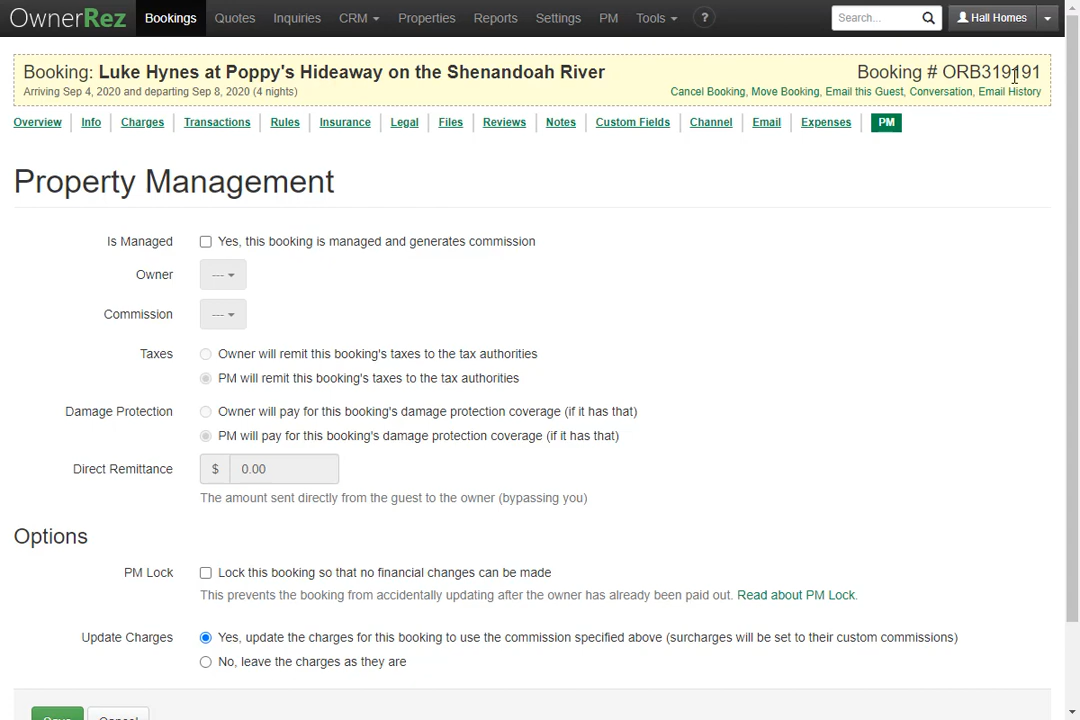 OwnerRez Bookings Quotes Inquiries CRM Properties Reports Settings PM Tools ? Search... Hall Homes
Booking: Luke Hynes at Poppy's Hideaway on the Shenandoah River Booking # ORB319191
Arriving Sep 4, 2020 and departing Sep 8, 2020 (4 nights) Cancel Booking, Move Booking, Email this Guest, Conversation, Email History
Overview Info Charges Transactions Rules Insurance Legal Files Reviews Notes Custom Fields Channel Email Expenses PM
Property Management
Is Managed Yes, this booking is managed and generates commission
Owner ---
Commission ---
Taxes Owner will remit this booking's taxes to the tax authorities
PM will remit this booking's taxes to the tax authorities
Damage Protection Owner will pay for this booking's damage protection coverage (if it has that)
PM will pay for this booking's damage protection coverage (if it has that)
Direct Remittance $ 0.00
The amount sent directly from the guest to the owner (bypassing you)
Options
PM Lock Lock this booking so that no financial changes can be made
This prevents the booking from accidentally updating after the owner has already been paid out. Read about PM Lock.
Update Charges Yes, update the charges for this booking to use the commission specified above (surcharges will be set to their custom commissions)
No, leave the charges as they are
Save Cancel